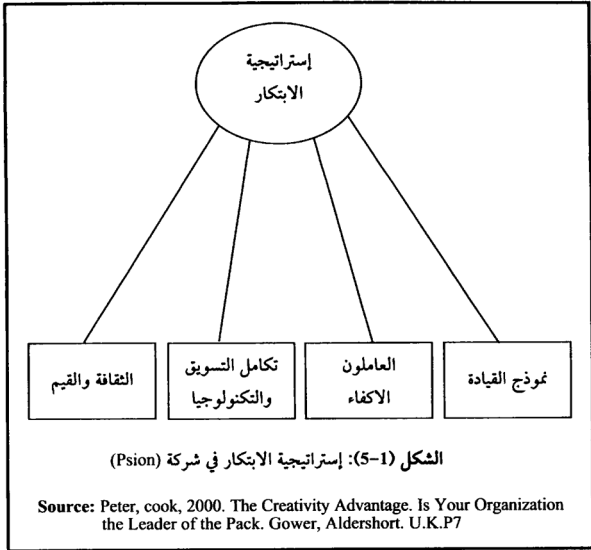 إستراتيجية
الابتكار
نموذج القيادة
العاملون
الاكفاء
تكامل التسويق
والتكنولوجيا
الثقافة والقيم
الشكل (1-5): إستراتيجية الابتكار في شركة (Psion)
Source: Peter, cook, 2000. The Creativity Advantage. Is Your Organization
the Leader of the Pack. Gower, Aldershort. U.K.P7